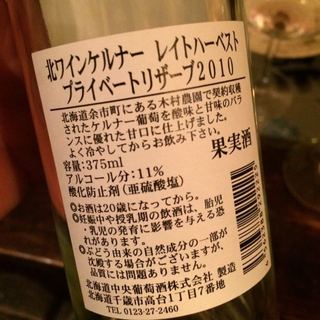 北ワインケルナー レイトハーベスト
プライベートリザーブ2010
北海道余市町にある木村農園で契約収穫
されたケルナー葡萄を酸味と甘味のバラ
ンスに優れた甘口に仕上げました。
よく冷やしてからお飲み下さい。
容量:375ml
果実酒
アルコール分:11%
酸化防止剤(亜硫酸塩)
◎お酒は20歳になってから。
◎妊娠中や授乳期の飲酒は、胎児
・乳児の発育に影響を与える恐
れがあります。
◎ぶどう由来の自然成分の一部が
沈殿する場合がございますが、
品質には問題ありません。
北海道中央葡萄酒株式会社 製造
北海道千歳市高台1丁目7番地
TEL 0123-27-2460